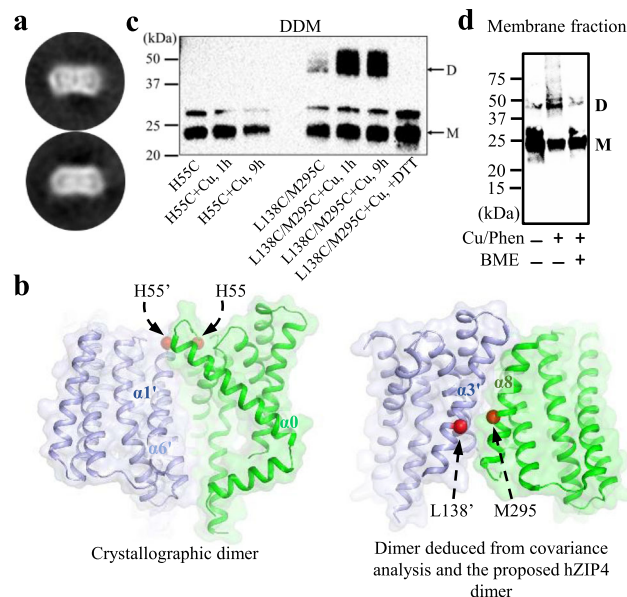 a
c
DDM
(kDa)
50
37
25
20
D
M
H55C
H55C+Cu, 1h
H55C+Cu, 9h
L138C/M295C
L138C/M295C+Cu, 1h
L138C/M295C+Cu, 9h
L138C/M295C+Cu, +DTT
d
Membrane fraction
75
50
37
25
20
17
15
(kDa)
D
M
Cu/Phen – + +
BME – – +
b
H55’ H55
α1'
α6'
α0
Crystallographic dimer
α3'
α8
L138’ M295
Dimer deduced from covariance
analysis and the proposed hZIP4
dimer